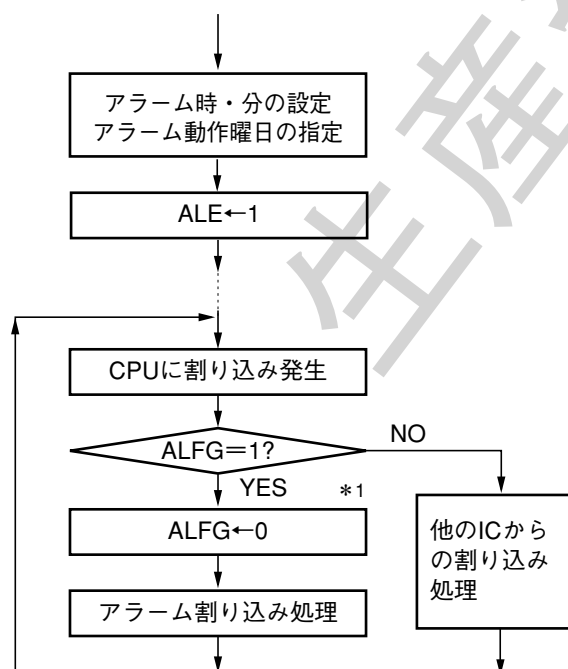 アラーム時・分の設定
アラーム動作曜日の指定
ALE←1
CPUに割り込み発生
ALFG＝1?
NO
YES
＊1
ALFG←0
他のICから
の割り込み
処理
アラーム割り込み処理
生産